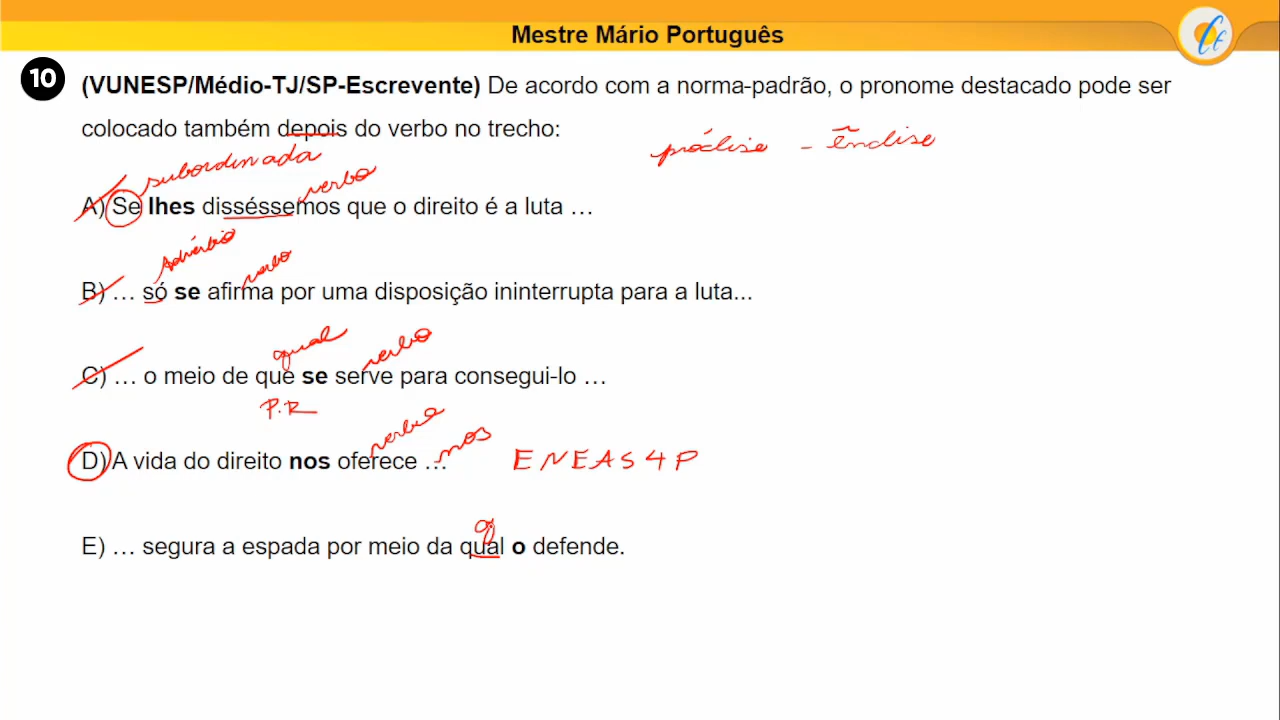 Mestre Mário Português
10
(VUNESP/Médio-TJ/SP-Escrevente) De acordo com a norma-padrão, o pronome destacado pode ser
colocado também depois do verbo no trecho:
próclise - ênclise
subordinada
verbo
A) Se lhes disséssemos que o direito é a luta …
Advérbio
verbo
B) … só se afirma por uma disposição ininterrupta para a luta...
qual
verbo
C) … o meio de que se serve para consegui-lo …
P.R
verbo
nos
D) A vida do direito nos oferece … ENEAS4P
q
E) … segura a espada por meio da qual o defende.